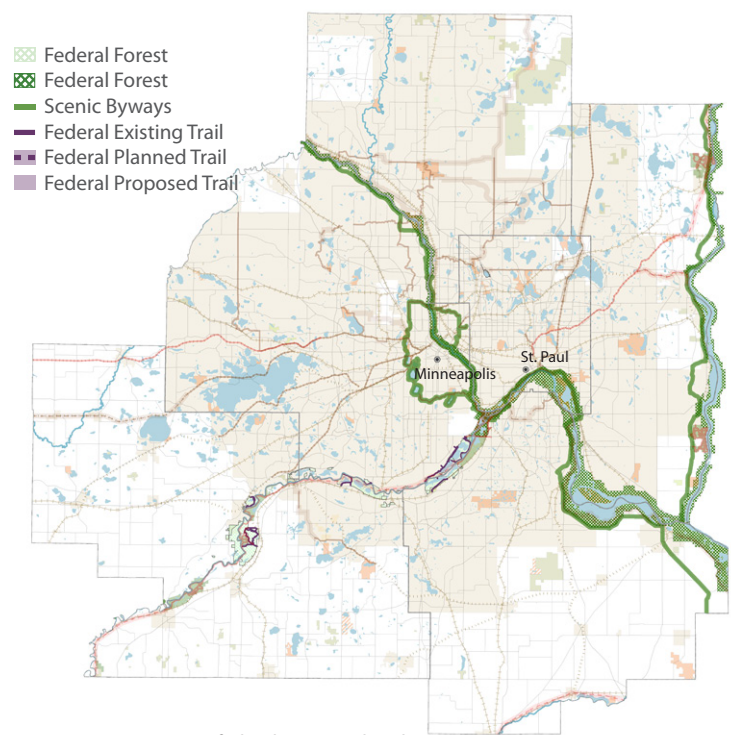 Federal Forest
Federal Forest
Scenic Byways
Federal Existing Trail
Federal Planned Trail
Federal Proposed Trail
St. Paul
Minneapolis